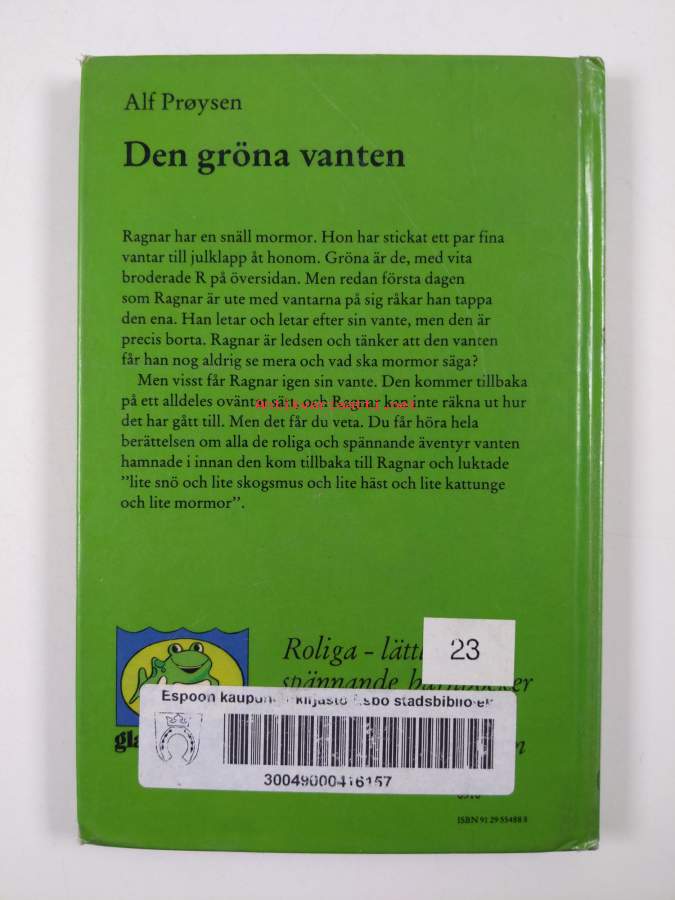 Alf Prøysen
Den gröna vanten
Ragnar har en snäll mormor. Hon har stickat ett par fina
vantar till julklapp åt honom. Gröna är de, med vita
broderade R på översidan. Men redan första dagen
som Ragnar är ute med vantarna på sig råkar han tappa
den ena. Han letar och letar efter sin vante, men den är
precis borta. Ragnar är ledsen och tänker att den vanten
får han nog aldrig se mera och vad ska mormor säga?
Men visst får Ragnar igen sin vante. Den kommer tillbaka
på ett alldeles oväntat sätt och Ragnar kan inte räkna ut hur
det har gått till. Men det får du veta. Du får höra hela
berättelsen om alla de roliga och spännande äventyr vanten
hamnade i innan den kom tillbaka till Ragnar och luktade
”lite snö och lite skogsmus och lite häst och lite kattunge
och lite mormor”.
Roliga – lätt
23
spännande
Espoon stadsbibliotek
30049000416157
ISBN 91 29 55488 8